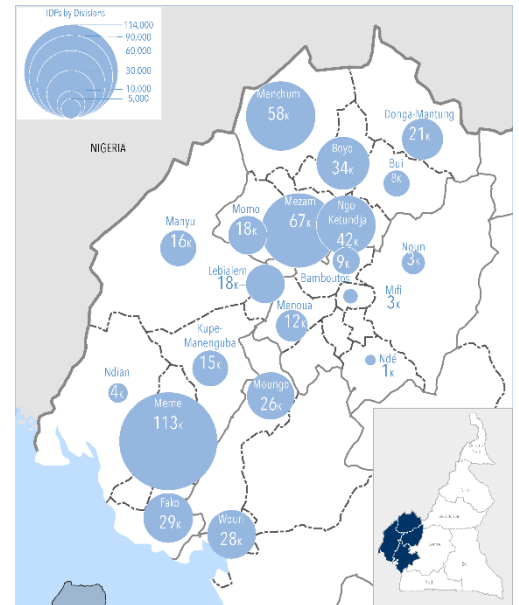 IDPs by Divisions
114,000
90,000
60,000
30,000
10,000
5,000
NIGERIA
Menchum
58K
Donga-Mantung
21K
Boyo
34K
Bui
8K
Mezam
67K
Ngo
Ketundja
42K
Momo
18K
Manyu
16K
9K
Bamboutos
Noun
3K
Lebialem
18K
Mifi
3K
Menoua
12K
Kupe-
Manenguba
15K
Ndé
1K
Ndian
4K
Moungo
26K
Meme
113K
Fako
29K
Wouri
28K